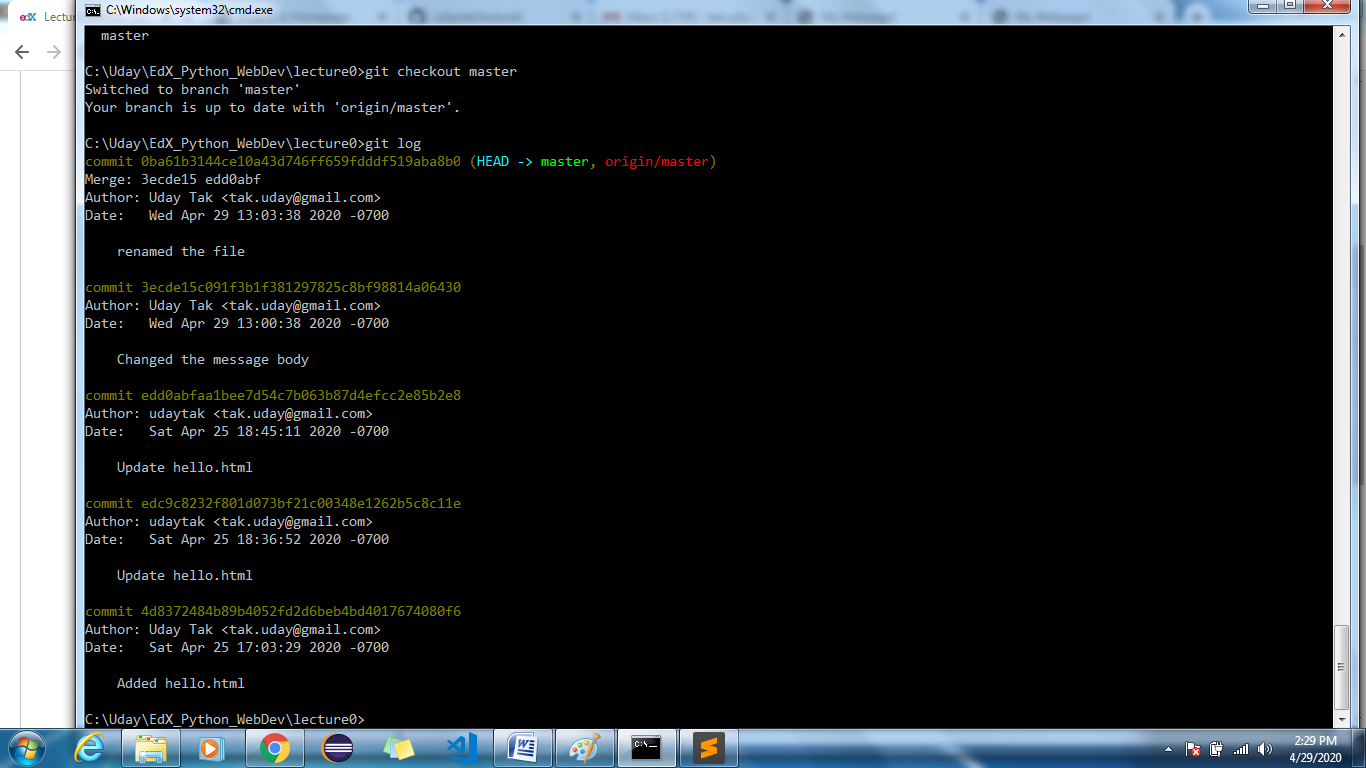 edX Lectu
C:\Windows\system32\cmd.exe
master
C:\Uday\EdX_Python_WebDev\lecture0>git checkout master
Switched to branch 'master'
Your branch is up to date with 'origin/master'.
C:\Uday\EdX_Python_WebDev\lecture0>git log
commit 0ba61b3144ce10a43d746ff659fdddf519aba8b0 (HEAD -> master, origin/master)
Merge: 3ecde15 edd0abf
Author: Uday Tak <tak.uday@gmail.com>
Date:   Wed Apr 29 13:03:38 2020 -0700
renamed the file
commit 3ecde15c091f3b1f381297825c8bf98814a06430
Author: Uday Tak <tak.uday@gmail.com>
Date:   Wed Apr 29 13:00:38 2020 -0700
Changed the message body
commit edd0abfaa1bee7d54c7b063b87d4efcc2e85b2e8
Author: udaytak <tak.uday@gmail.com>
Date:   Sat Apr 25 18:45:11 2020 -0700
Update hello.html
commit edc9c8232f801d073bf21c00348e1262b5c8c11e
Author: udaytak <tak.uday@gmail.com>
Date:   Sat Apr 25 18:36:52 2020 -0700
Update hello.html
commit 4d8372484b89b4052fd2d6beb4bd4017674080f6
Author: Uday Tak <tak.uday@gmail.com>
Date:   Sat Apr 25 17:03:29 2020 -0700
Added hello.html
C:\Uday\EdX_Python_WebDev\lecture0>
2:29 PM
4/29/2020